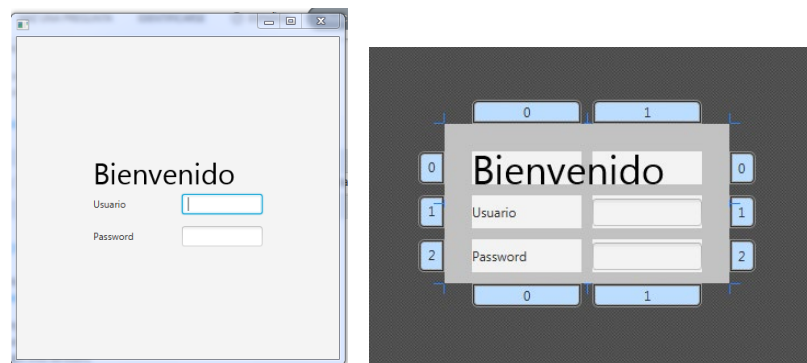 Bienvenido
Usuario
Password
0 1
0 Bienvenido 0
1 Usuario 1
2 Password 2
0 1